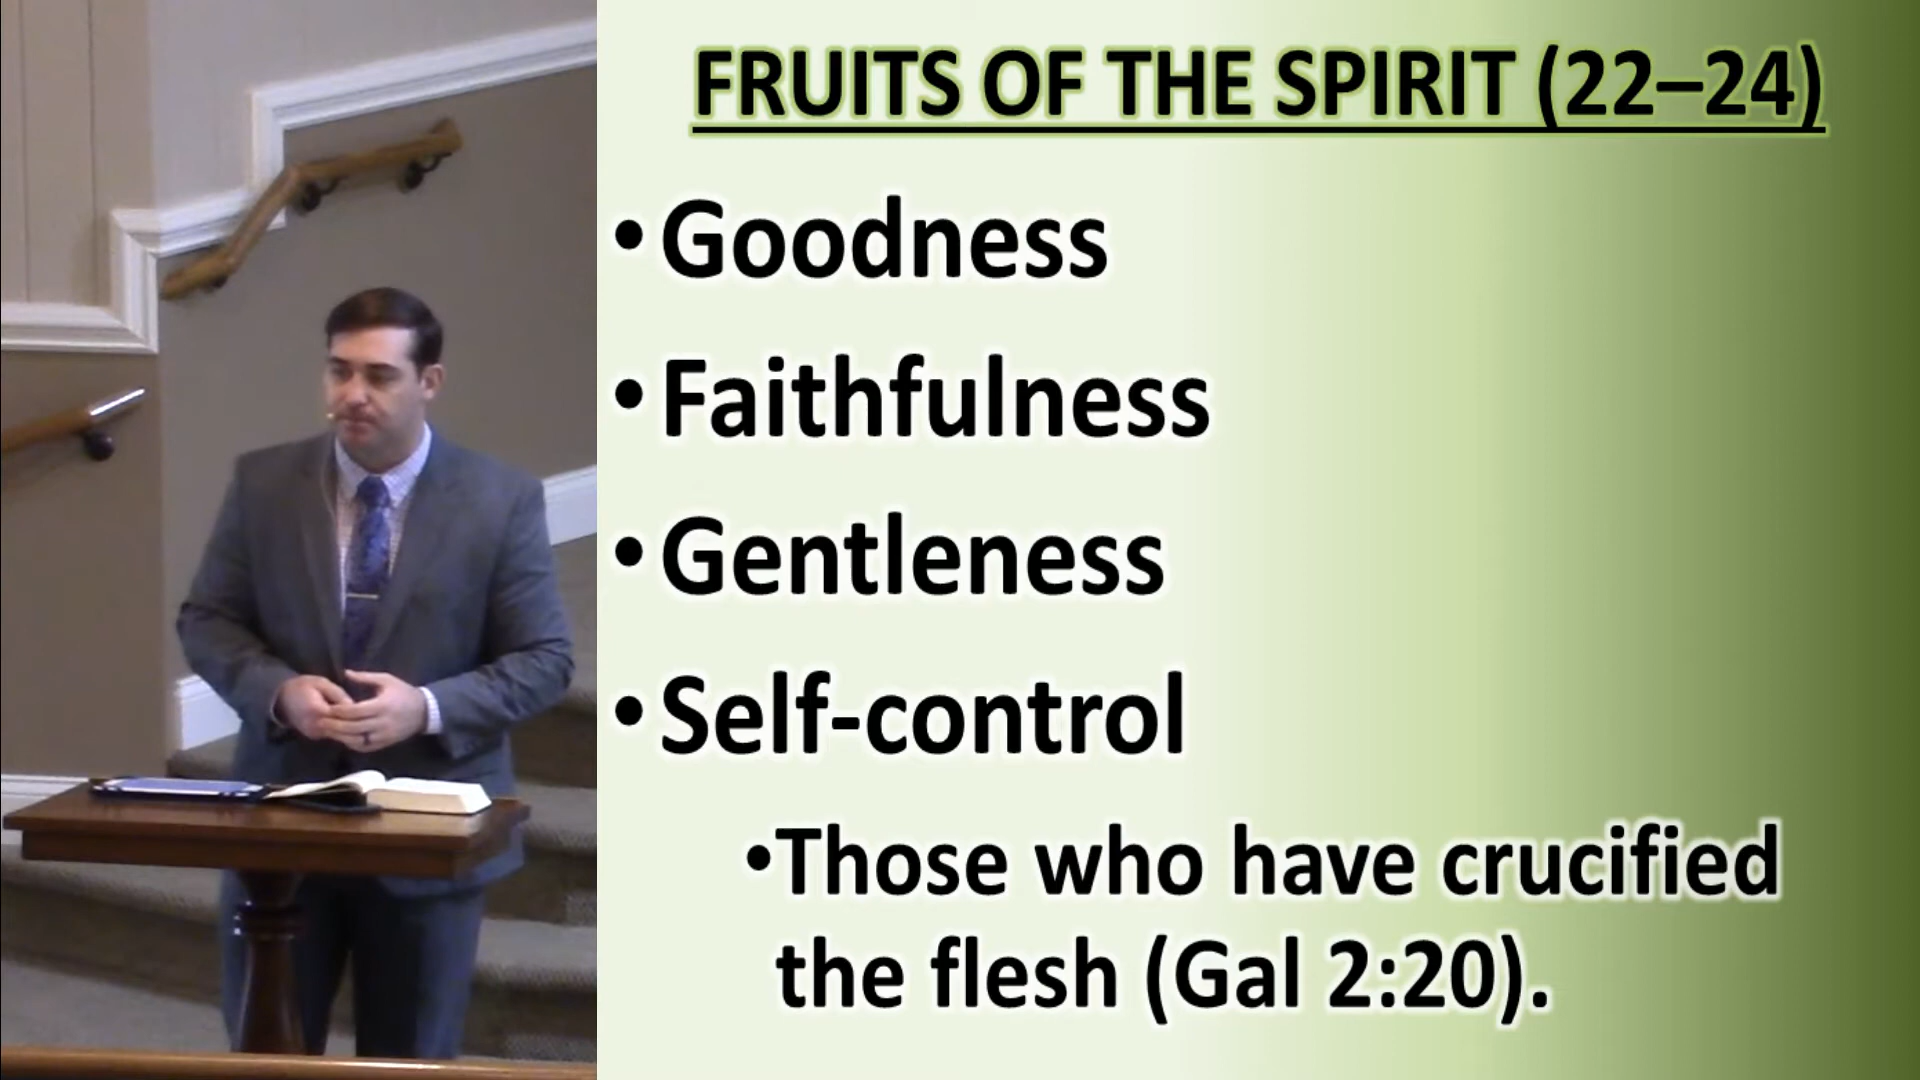 FRUITS OF THE SPIRIT (22–24)
•Goodness
•Faithfulness
•Gentleness
•Self-control
•Those who have crucified
the flesh (Gal 2:20).